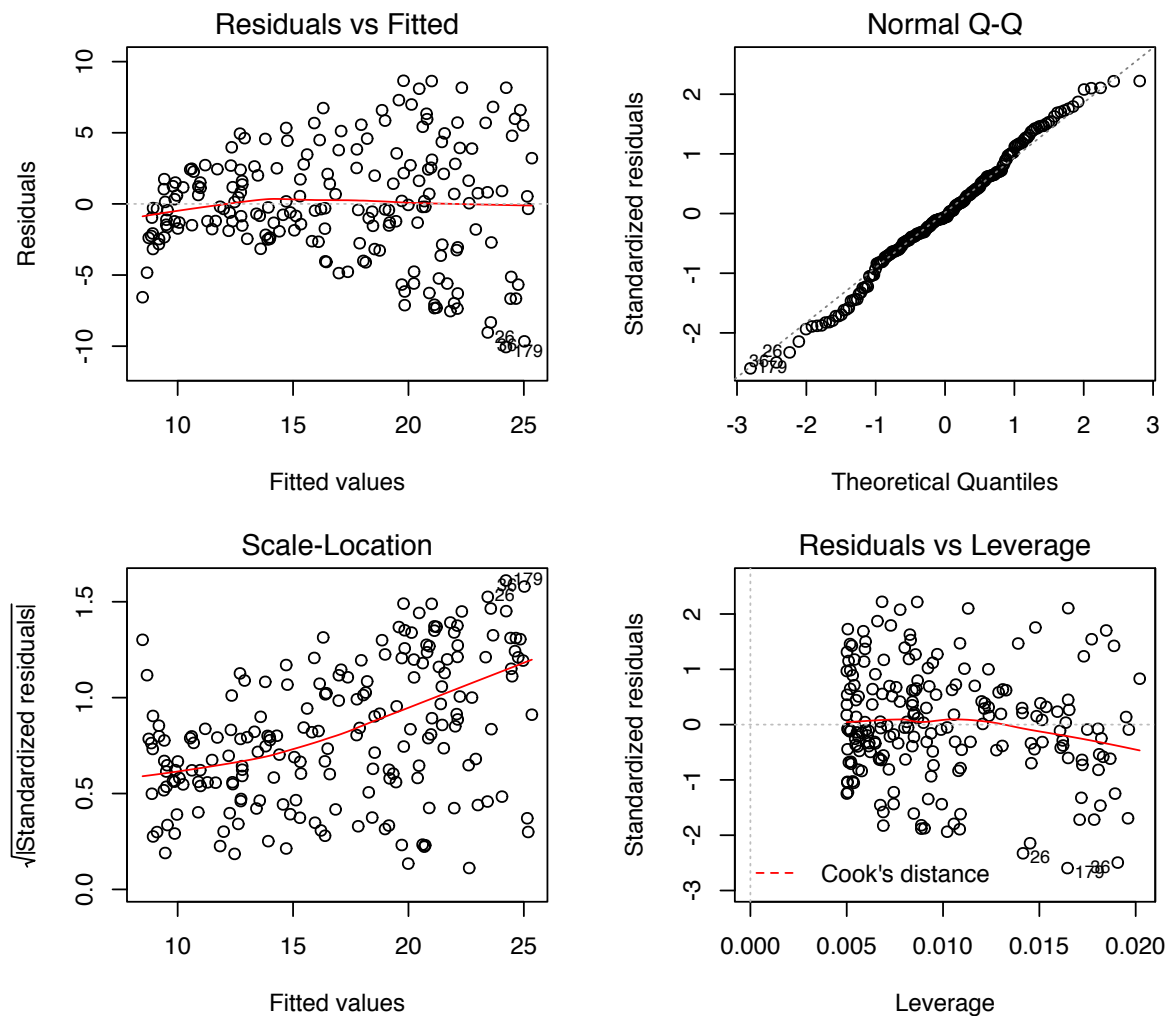 Residuals vs Fitted
10
5
0
-5
-10
Residuals
26
36
179
10 15 20 25
Fitted values
Normal Q-Q
2
1
0
-1
-2
Standardized residuals
26
36
179
-3 -2 -1 0 1 2 3
Theoretical Quantiles
Scale-Location
1.5
1.0
0.5
0.0
√|Standardized residuals|
36
179
26
10 15 20 25
Fitted values
Residuals vs Leverage
2
1
0
-1
-2
-3
Standardized residuals
26
179
36
Cook's distance
0.000 0.005 0.010 0.015 0.020
Leverage